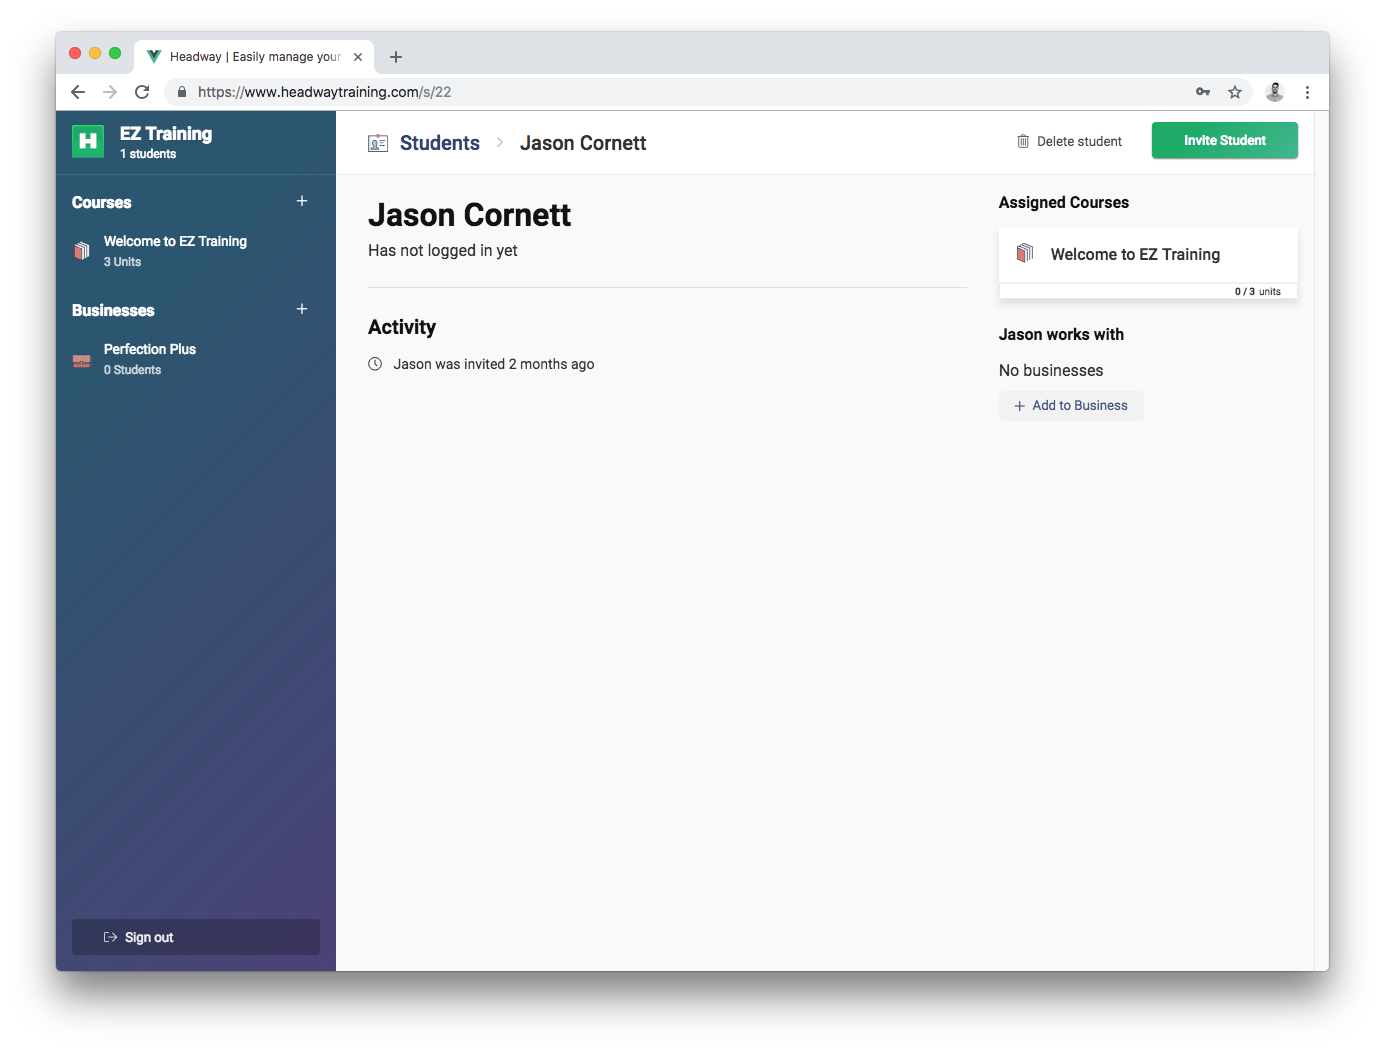 Headway | Easily manage your
https://www.headwaytraining.com/s/22
H
EZ Training
1 students
Courses
+
Welcome to EZ Training
3 Units
Businesses
+
Perfection Plus
0 Students
Sign out
Students > Jason Cornett
Delete student
Invite Student
Jason Cornett
Has not logged in yet
Activity
Jason was invited 2 months ago
Assigned Courses
Welcome to EZ Training
0 / 3 units
Jason works with
No businesses
+ Add to Business